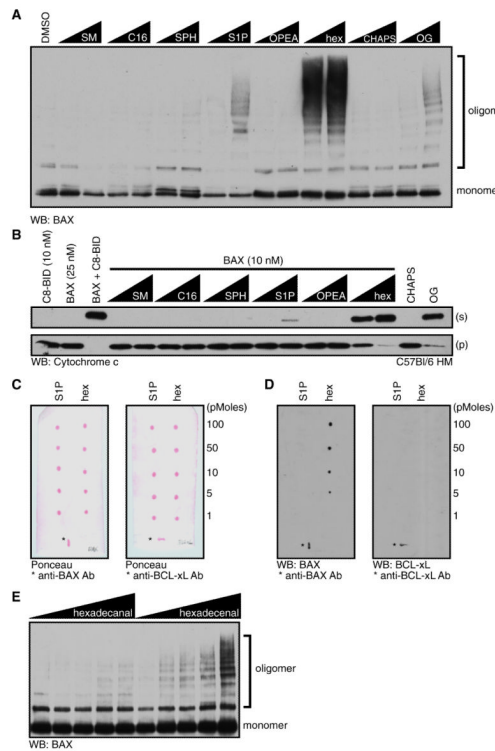 A
DMSO
SM
C16
SPH
S1P
OPEA
hex
CHAPS
OG
oligom
monome
WB: BAX
B
C8-BID (10 nM)
BAX (25 nM)
BAX + C8-BID
BAX (10 nM)
SM
C16
SPH
S1P
OPEA
hex
CHAPS
OG
(s)
(p)
WB: Cytochrome c
C57Bl/6 HM
C
S1P
hex
S1P
hex
(pMoles)
100
50
10
5
1
Ponceau
* anti-BAX Ab
Ponceau
* anti-BCL-xL Ab
D
S1P
hex
S1P
hex
(pMoles)
100
50
10
5
1
WB: BAX
* anti-BAX Ab
WB: BCL-xL
* anti-BCL-xL Ab
E
hexadecanal
hexadecenal
oligomer
monomer
WB: BAX